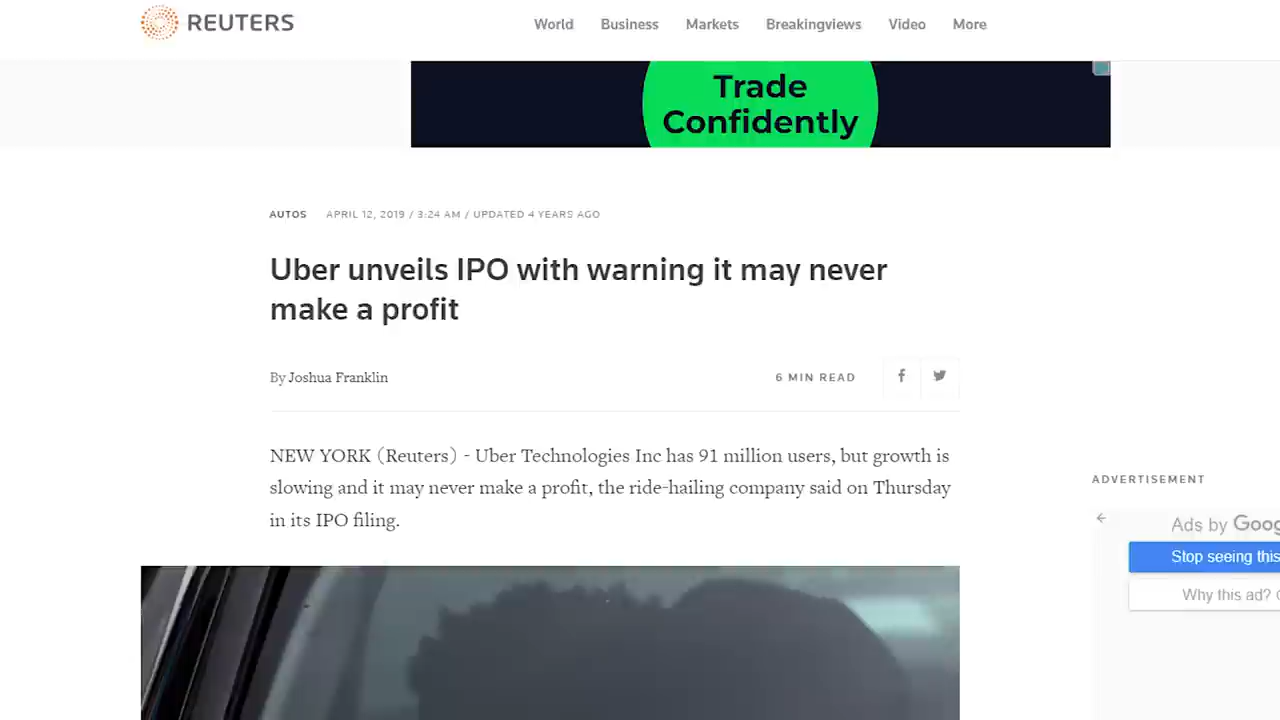 REUTERS
World Business Markets Breakingviews Video More
Trade
Confidently
AUTOS APRIL 12, 2019 / 3:24 AM / UPDATED 4 YEARS AGO
Uber unveils IPO with warning it may never
make a profit
By Joshua Franklin
6 MIN READ
NEW YORK (Reuters) - Uber Technologies Inc has 91 million users, but growth is
slowing and it may never make a profit, the ride-hailing company said on Thursday
in its IPO filing.
ADVERTISEMENT
Ads by Goog
Stop seeing this
Why this ad?